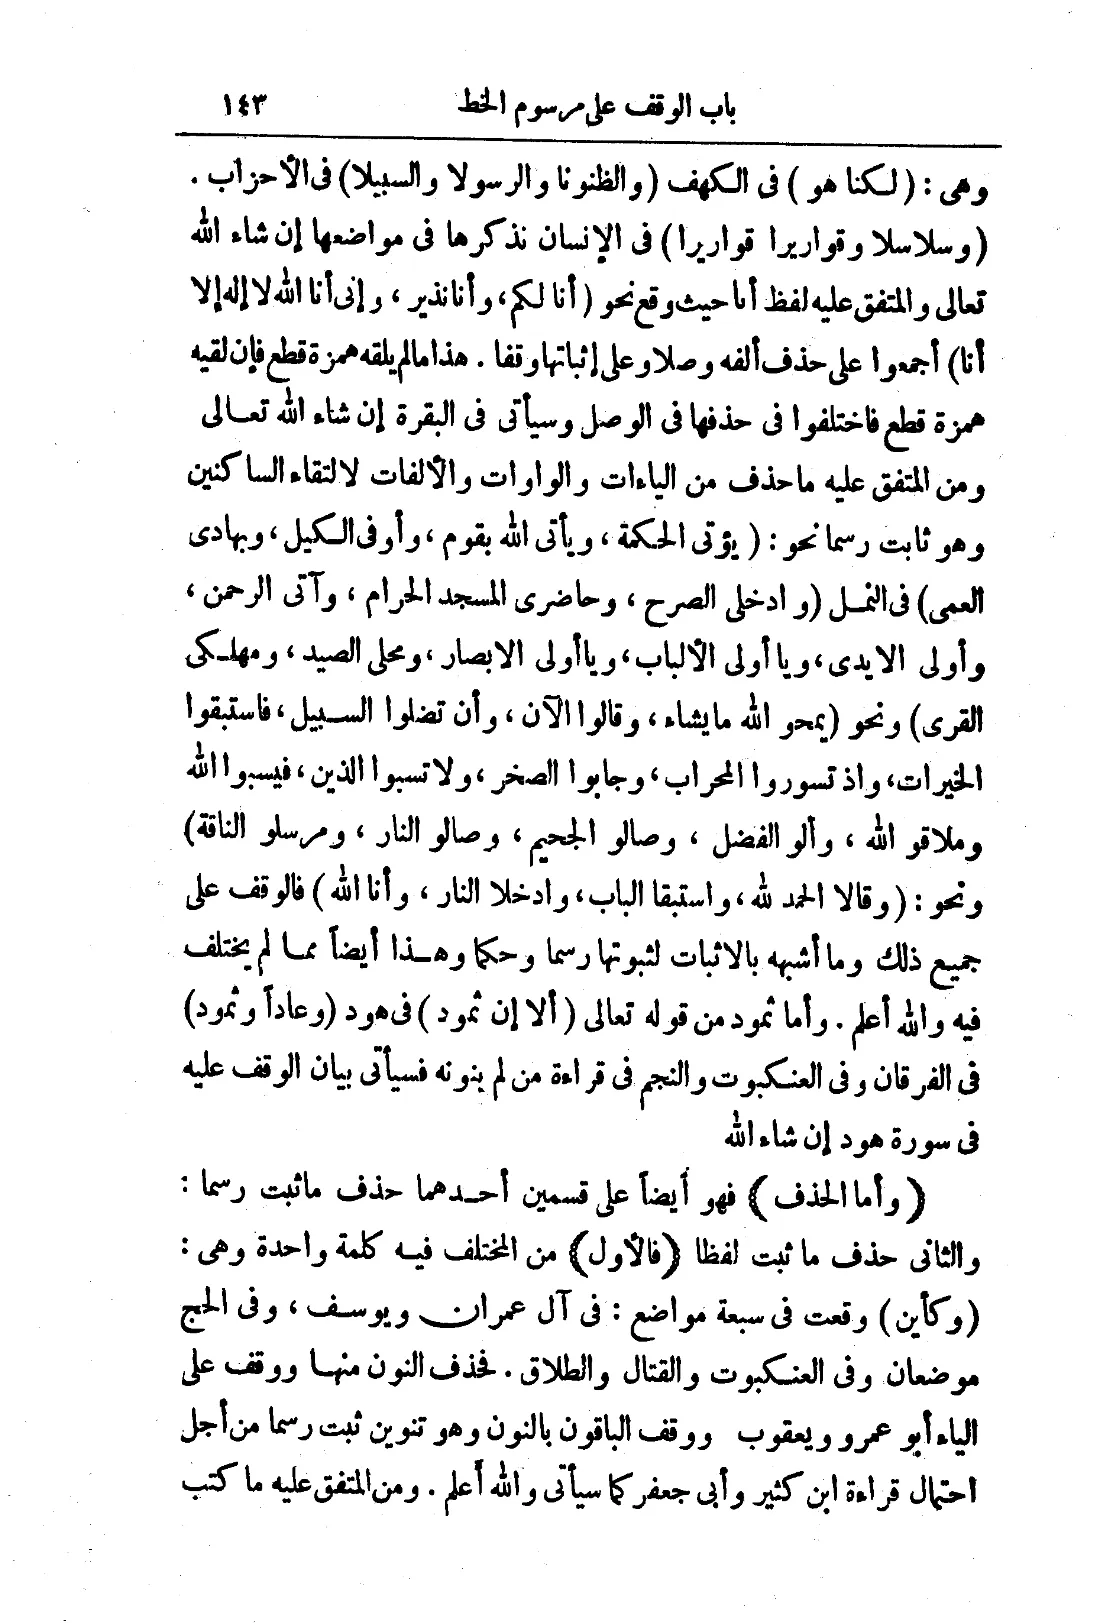 باب الوقف على مرسوم الخط ١٤٣
وهى : ( لكنا هو ) فى الكهف ( والظنونا والرسولا والسبيلا ) فى الأحزاب .
( وسلاسلا وقواريرا قواريرا ) فى الإنسان نذكرها فى مواضعها إن شاء الله
تعالى والمتفق عليه لفظ أنا حيث وقع نحو ( أنا لكم، وأنا نذير ، وإنى أنا الله لا إله إلا
أنا ) أجمعوا على حذف ألفه وصلا وعلى إثباتها وقفا . هذا مالم يلقه همزة قطع فإن لقيه
همزة قطع فاختلفوا فى حذفها فى الوصل وسيأتى فى البقرة إن شاء الله تعالى
ومن المتفق عليه ما حذف من الياءات والواوات والألفات لالتقاء الساكنين
وهو ثابت رسما نحو : ( يؤتى الحكمة ، ويأتى الله بقوم ، وأوفى الكيل ، وبهادى
العمى ) فى النمل ( وادخلى الصرح ، وحاضرى المسجد الحرام ، وآتى الرحمن ،
وأولى الايدى، ويا أولى الألباب، وياأولى الابصار ، ومحلى الصيد ، ومهلكى
القرى ) ونحو ( يمحو الله مايشاء ، وقالوا الآن ، وأن تضلوا السبيل ، فاستبقوا
الخيرات، واذ تسوروا المحراب، وجابوا الصخر ، ولا تسبوا الذين ، فيسبوا الله
وملاقو الله ، وألو الفضل ، وصالو الجحيم ، وصالو النار ، ومرسلو الناقة )
ونحو : ( وقالا الحمد لله ، واستبقا الباب، وادخلا النار ، وأنا الله ) فالوقف على
جميع ذلك وما أشبهه بالاثبات لثبوتها رسما وحكما وهذا أيضاً مما لم يختلف
فيه والله أعلم . وأما ثمود من قوله تعالى ( ألا إن ثمود ) فى هود ( وعاداً وثمود )
فى الفرقان وفى العنكبوت والنجم فى قراءة من لم ينونه فسيأتى بيان الوقف عليه
فى سورة هود إن شاء الله
( وأما الحذف ) فهو أيضاً على قسمين أحدهما حذف ماثبت رسما :
والثانى حذف ما ثبت لفظا ( فالأول ) من المختلف فيه كلمة واحدة وهى :
( وكأين ) وقعت فى سبعة مواضع : فى آل عمران ويوسف ، وفى الحج
موضعان وفى العنكبوت والقتال والطلاق . فحذف النون منها ووقف على
الياء أبو عمرو ويعقوب ووقف الباقون بالنون وهو تنوين ثبت رسما من أجل
احتمال قراءة ابن كثير وأبى جعفر كما سيأتى والله أعلم . ومن المتفق عليه ما كتب